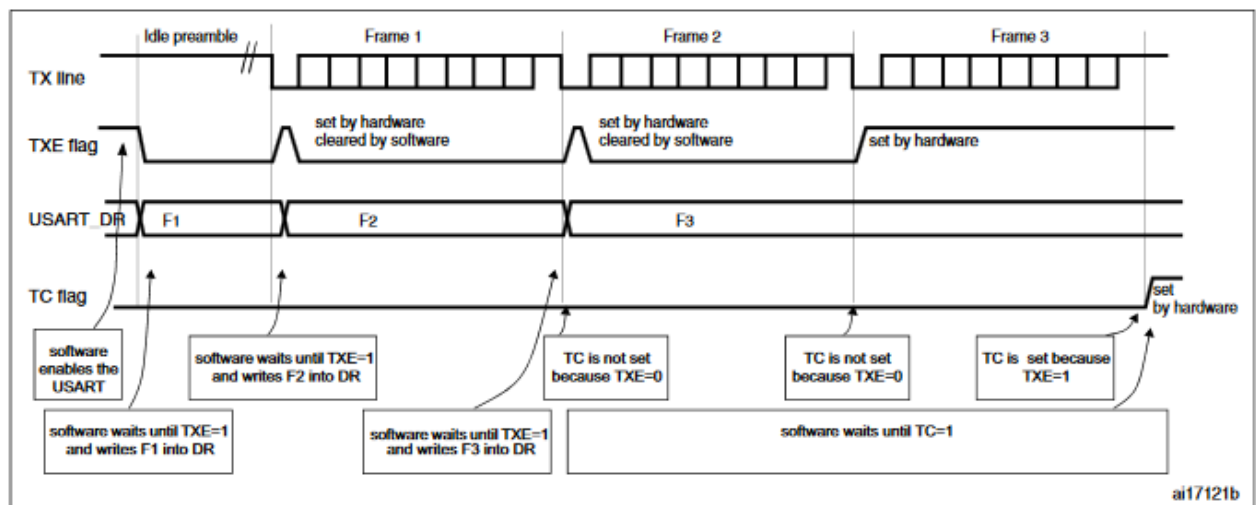 Idle preamble
Frame 1
Frame 2
Frame 3
TX line
TXE flag
set by hardware
cleared by software
set by hardware
cleared by software
set by hardware
USART_DR
F1
F2
F3
TC flag
set
by hardware
software
enables the
USART
software waits until TXE=1
and writes F2 into DR
TC is not set
because TXE=0
TC is not set
because TXE=0
TC is set because
TXE=1
software waits until TXE=1
and writes F1 into DR
software waits until TXE=1
and writes F3 into DR
software waits until TC=1
ai17121b